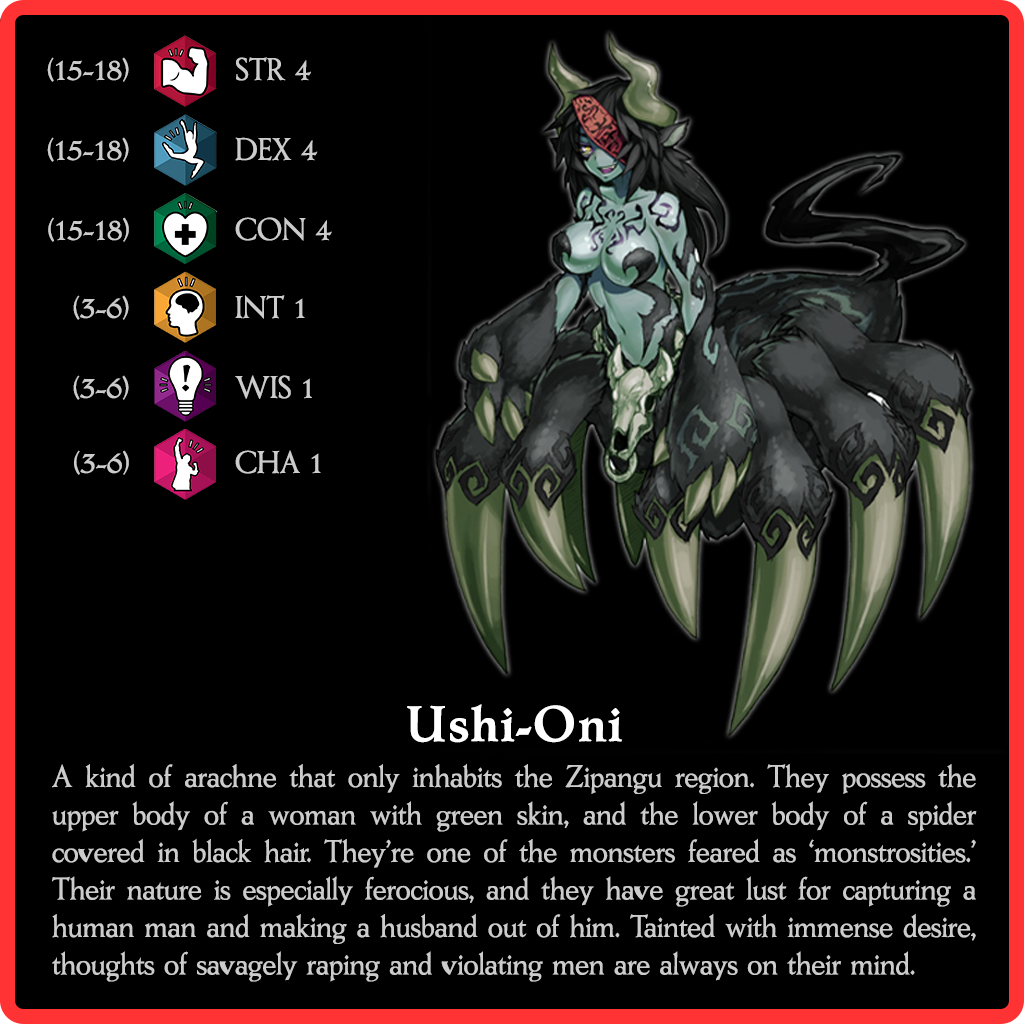 (15-18) STR 4
(15-18) DEX 4
(15-18) CON 4
(3-6) INT 1
(3-6) WIS 1
(3-6) CHA 1
Ushi-Oni
A kind of arachne that only inhabits the Zipangu region. They possess the
upper body of a woman with green skin, and the lower body of a spider
covered in black hair. They're one of the monsters feared as 'monstrosities.'
Their nature is especially ferocious, and they have great lust for capturing a
human man and making a husband out of him. Tainted with immense desire,
thoughts of savagely raping and violating men are always on their mind.